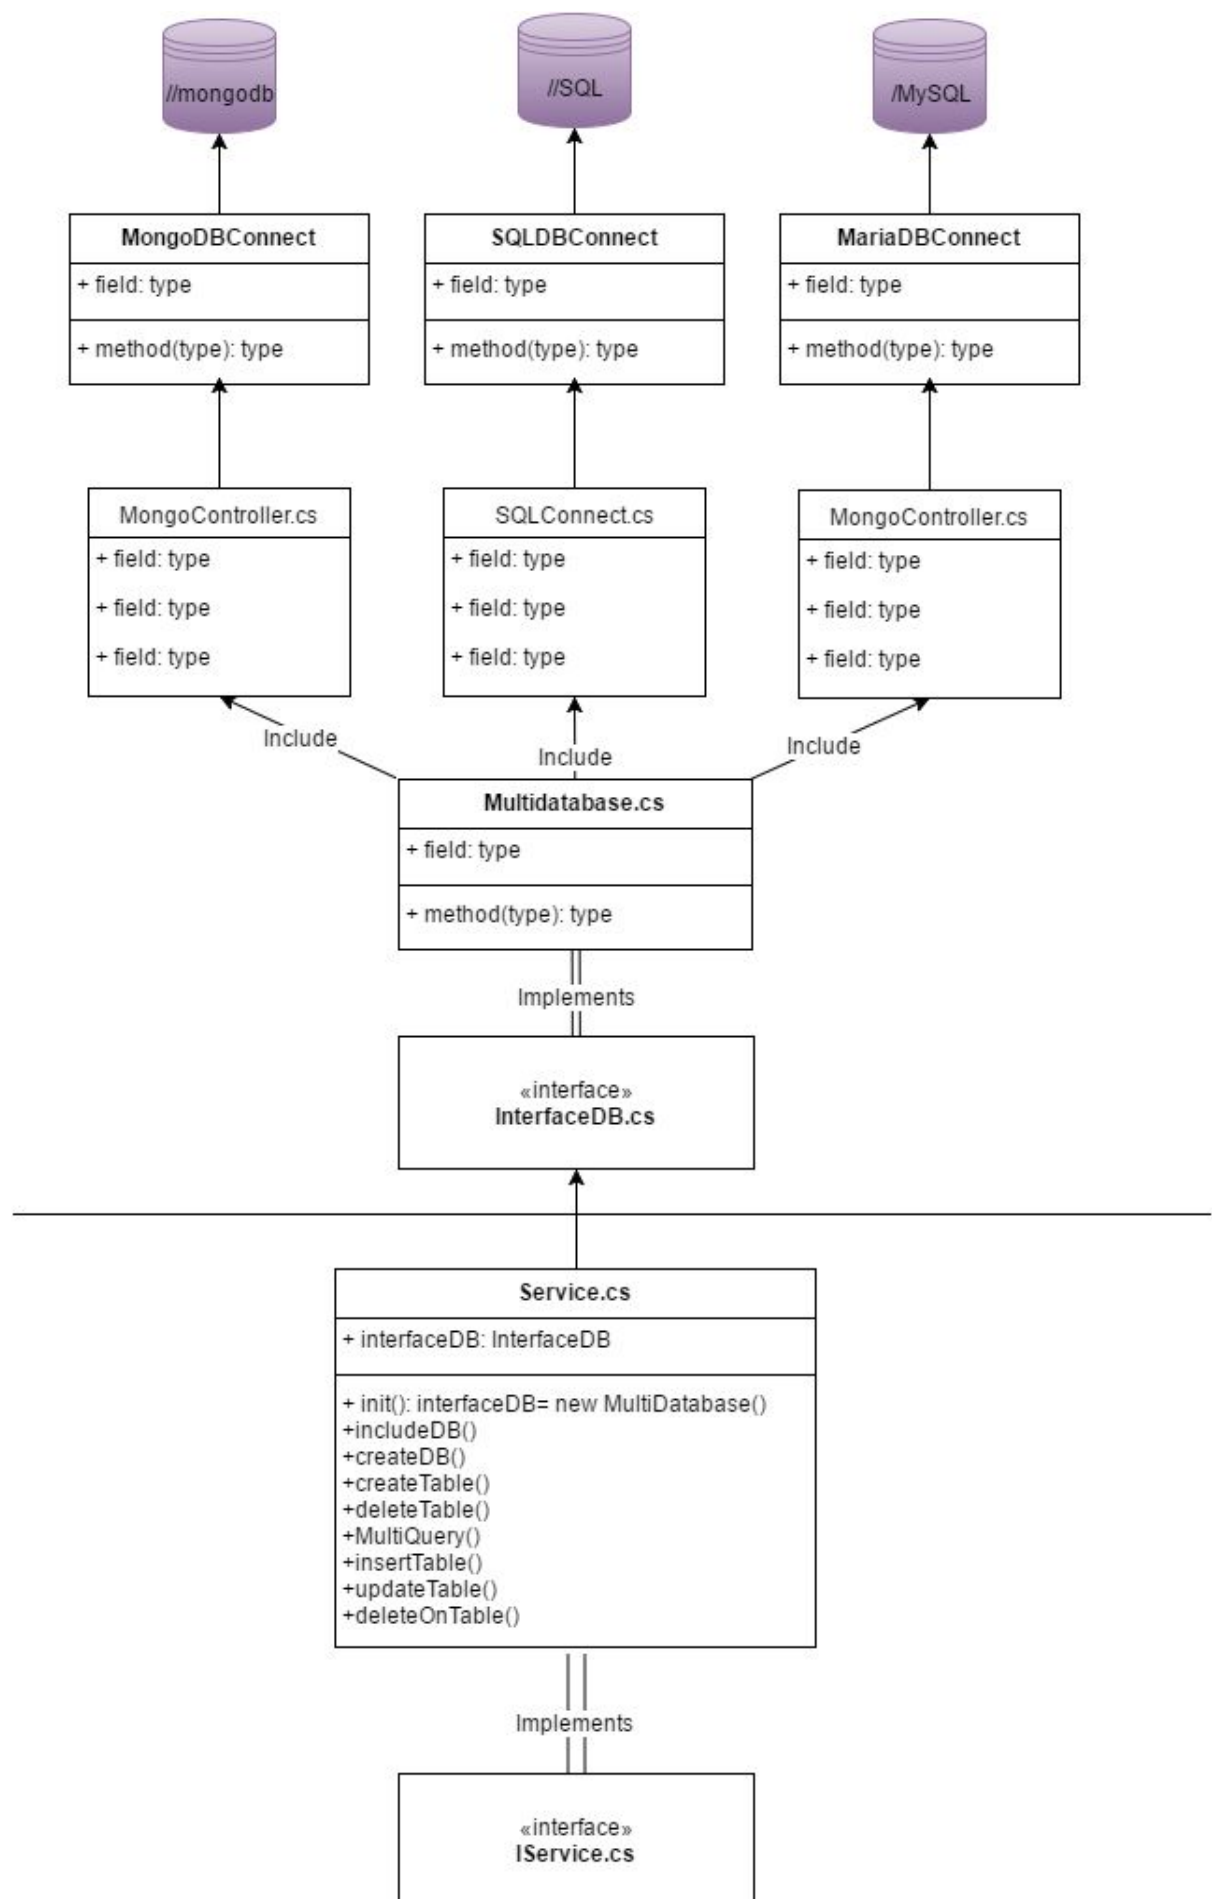 //mongodb
//SQL
/MySQL
MongoDBConnect
+ field: type
+ method(type): type
SQLDBConnect
+ field: type
+ method(type): type
MariaDBConnect
+ field: type
+ method(type): type
MongoController.cs
+ field: type
+ field: type
+ field: type
SQLConnect.cs
+ field: type
+ field: type
+ field: type
MongoController.cs
+ field: type
+ field: type
+ field: type
Include
Include
Include
Multidatabase.cs
+ field: type
+ method(type): type
Implements
«interface»
InterfaceDB.cs
Service.cs
+ interfaceDB: InterfaceDB
+ init(): interfaceDB= new MultiDatabase()
+includeDB()
+createDB()
+createTable()
+deleteTable()
+MultiQuery()
+insertTable()
+updateTable()
+deleteOnTable()
Implements
«interface»
IService.cs